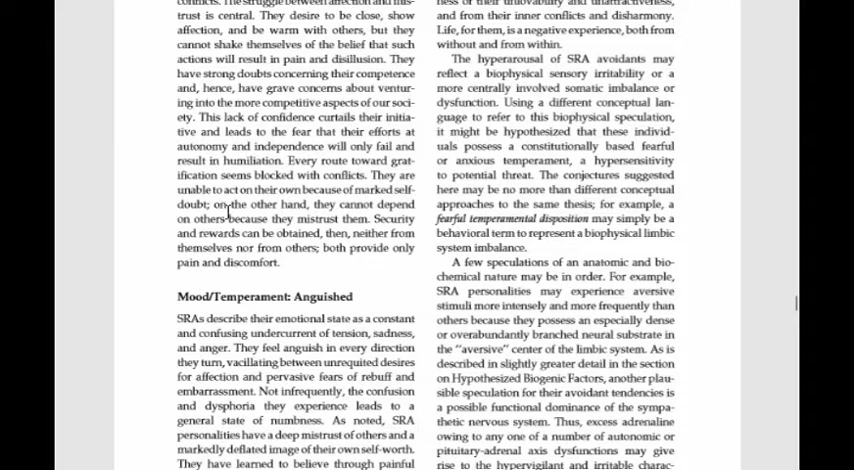 conflicts. The struggle between affection and mis-
trust is central. They desire to be close, show
affection, and be warm with others, but they
cannot shake themselves of the belief that such
actions will result in pain and disillusion. They
have strong doubts concerning their competence
and, hence, have grave concerns about ventur-
ing into the more competitive aspects of our soci-
ety. This lack of confidence curtails their initia-
tive and leads to the fear that their efforts at
autonomy and independence will only fail and
result in humiliation. Every route toward grat-
ification seems blocked with conflicts. They are
unable to act on their own because of marked self-
doubt; on the other hand, they cannot depend
on others because they mistrust them. Security
and rewards can be obtained, then, neither from
themselves nor from others; both provide only
pain and discomfort.
Mood/Temperament: Anguished
SRAs describe their emotional state as a constant
and confusing undercurrent of tension, sadness,
and anger. They feel anguish in every direction
they turn, vacillating between unrequited desires
for affection and pervasive fears of rebuff and
embarrassment. Not infrequently, the confusion
and dysphoria they experience leads to a
general state of numbness. As noted, SRA
personalities have a deep mistrust of others and a
markedly deflated image of their own self-worth.
They have learned to believe through painful
ness or their unlovability and unattractiveness,
and from their inner conflicts and disharmony.
Life, for them, is a negative experience, both from
without and from within.
The hyperarousal of SRA avoidants may
reflect a biophysical sensory irritability or a
more centrally involved somatic imbalance or
dysfunction. Using a different conceptual lan-
guage to refer to this biophysical speculation,
it might be hypothesized that these individ-
uals possess a constitutionally based fearful
or anxious temperament, a hypersensitivity
to potential threat. The conjectures suggested
here may be no more than different conceptual
approaches to the same thesis; for example, a
fearful temperamental disposition may simply be a
behavioral term to represent a biophysical limbic
system imbalance.
A few speculations of an anatomic and bio-
chemical nature may be in order. For example,
SRA personalities may experience aversive
stimuli more intensely and more frequently than
others because they possess an especially dense
or overabundantly branched neural substrate in
the "aversive" center of the limbic system. As is
described in slightly greater detail in the section
on Hypothesized Biogenic Factors, another plau-
sible speculation for their avoidant tendencies is
a possible functional dominance of the sympa-
thetic nervous system. Thus, excess adrenaline
owing to any one of a number of autonomic or
pituitary-adrenal axis dysfunctions may give
rise to the hypervigilant and irritable charac-